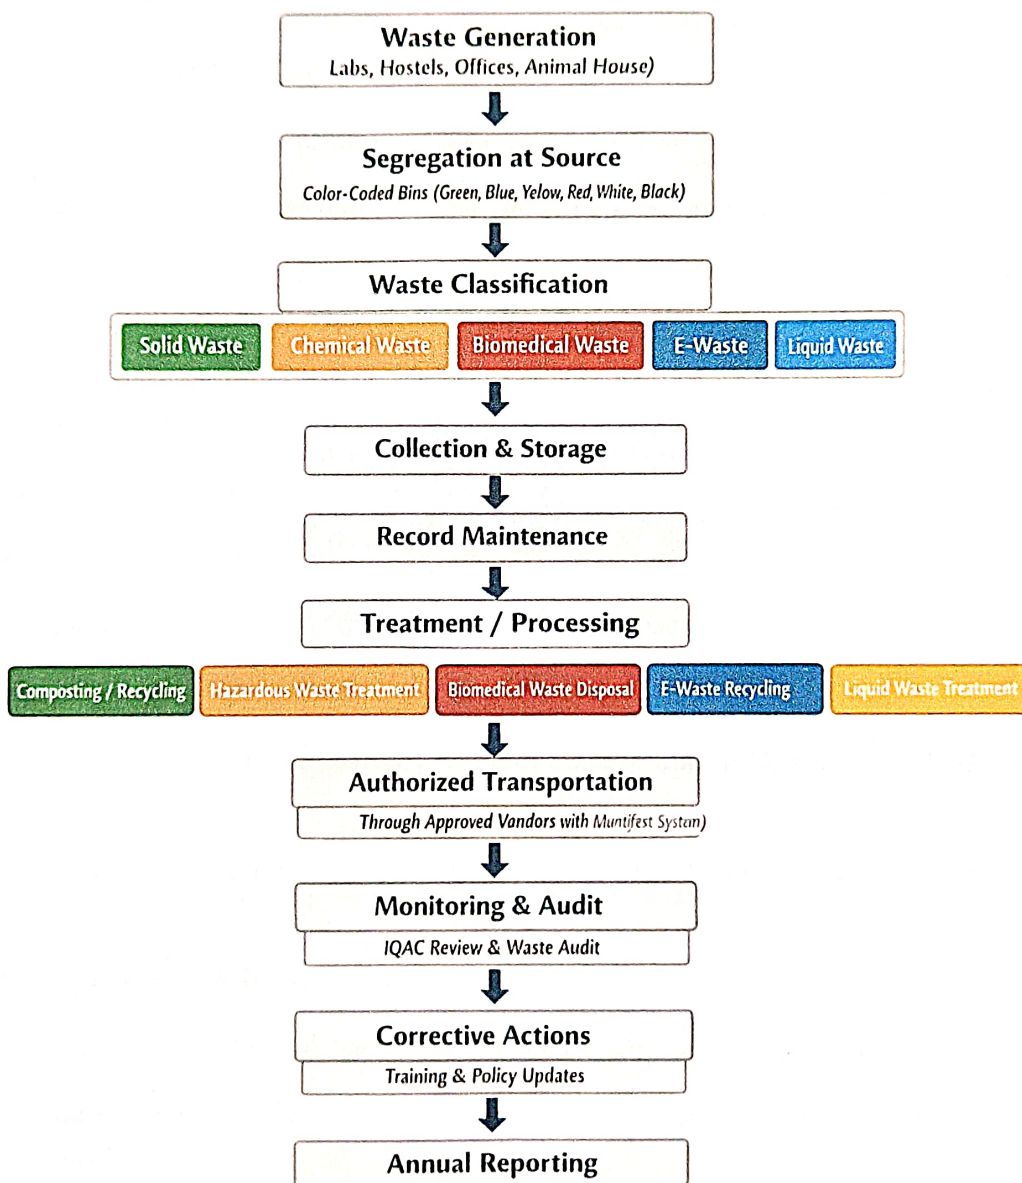 Waste Generation
Labs, Hostels, Offices, Animal House)
Segregation at Source
Color-Coded Bins (Green, Blue, Yelow, Red, White, Black)
Waste Classification
Solid Waste Chemical Waste Biomedical Waste E-Waste Liquid Waste
Collection & Storage
Record Maintenance
Treatment / Processing
Composting / Recycling Hazardous Waste Treatment Biomedical Waste Disposal E-Waste Recycling Liquid Waste Treatment
Authorized Transportation
Through Approved Vandors with Muntifest Systan)
Monitoring & Audit
IQAC Review & Waste Audit
Corrective Actions
Training & Policy Updates
Annual Reporting